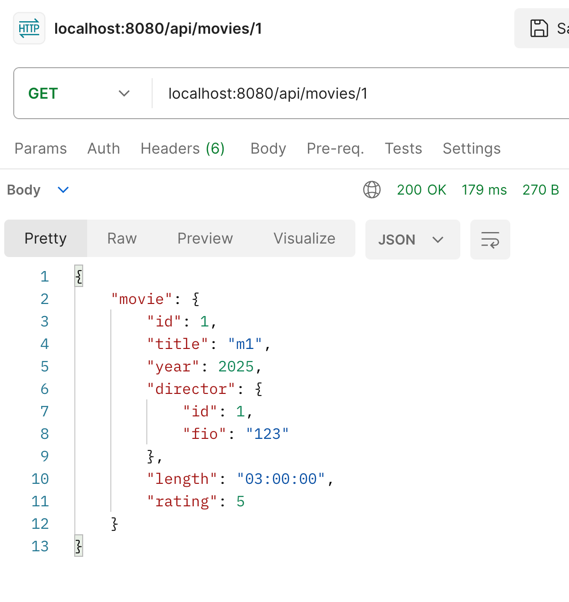 HTTP localhost:8080/api/movies/1
GET localhost:8080/api/movies/1
Params Auth Headers (6) Body Pre-req. Tests Settings
Body 200 OK 179 ms 270 B
Pretty Raw Preview Visualize JSON
1 {
2 "movie": {
3 "id": 1,
4 "title": "m1",
5 "year": 2025,
6 "director": {
7 "id": 1,
8 "fio": "123"
9 },
10 "length": "03:00:00",
11 "rating": 5
12 }
13 }